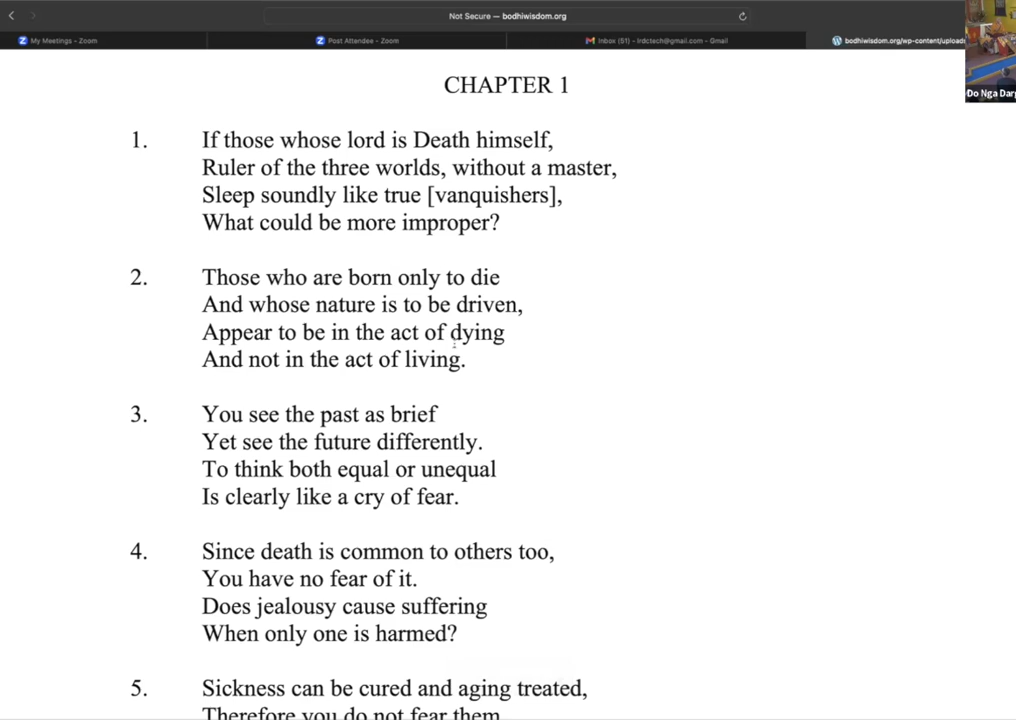 Not Secure — bodhiwisdom.org
My Meetings - Zoom
Post Attendee - Zoom
Inbox (51) - lrdctech@gmail.com - Gmail
bodhiwisdom.org/wp-content/uploads
Do Nga Dar
CHAPTER 1
1. If those whose lord is Death himself,
Ruler of the three worlds, without a master,
Sleep soundly like true [vanquishers],
What could be more improper?
2. Those who are born only to die
And whose nature is to be driven,
Appear to be in the act of dying
And not in the act of living.
3. You see the past as brief
Yet see the future differently.
To think both equal or unequal
Is clearly like a cry of fear.
4. Since death is common to others too,
You have no fear of it.
Does jealousy cause suffering
When only one is harmed?
5. Sickness can be cured and aging treated,
Therefore you do not fear them